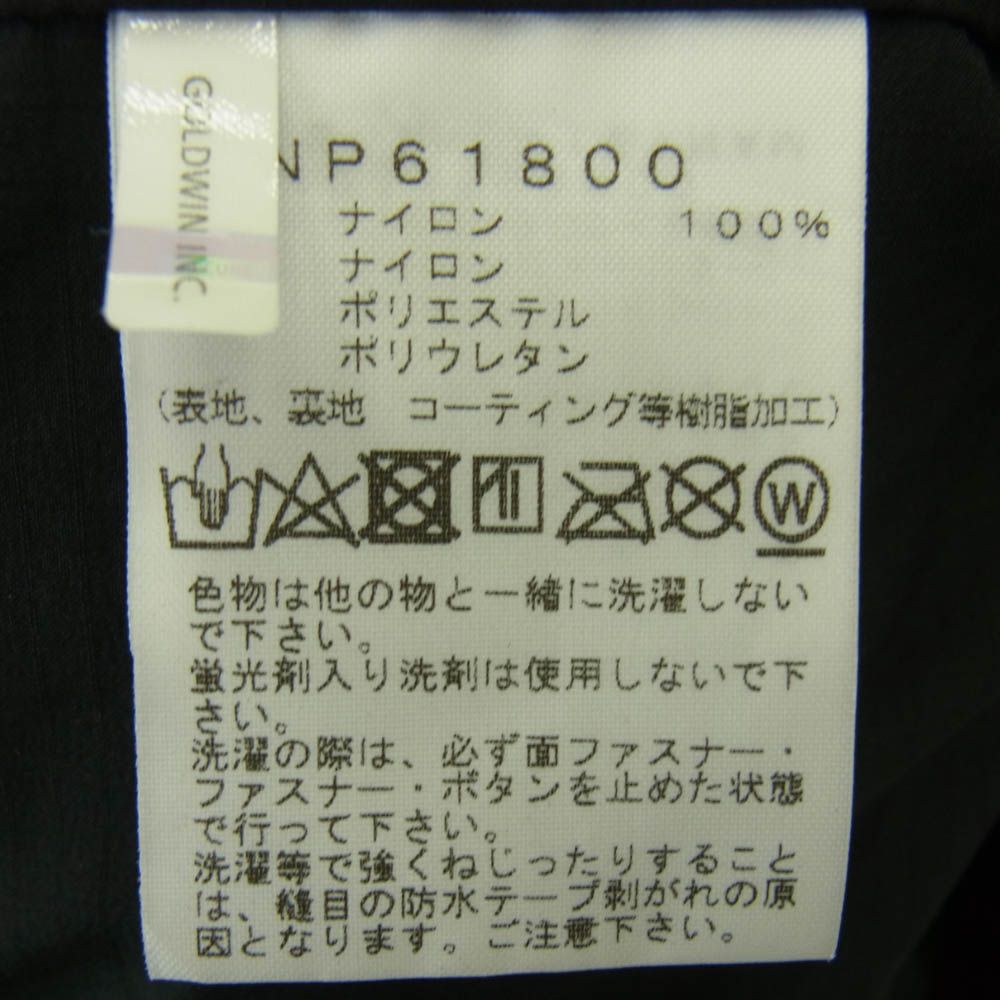 GOLDWIN INC.
NP61800
ナイロン 100%
ナイロン
ポリエステル
ポリウレタン
(表地、裏地 コーティング等樹脂加工)
W
色物は他の物と一緒に洗濯しない
で下さい。
蛍光剤入り洗剤は使用しないで下
さい。
洗濯の際は、必ず面ファスナー・
ファスナー・ボタンを止めた状態
で行って下さい。
洗濯等で強くねじったりすること
は、縫目の防水テープ剥がれの原
因となります。ご注意下さい。